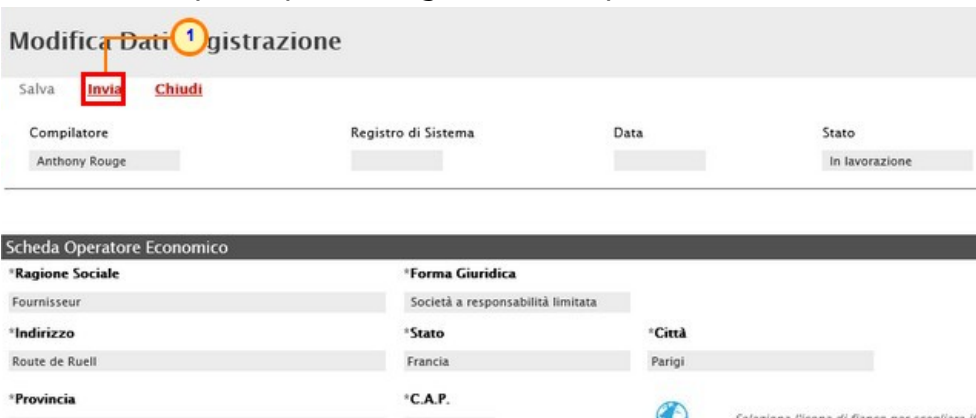 Modifica Dati gistrazione
1
Salva Invia Chiudi
Compilatore Registro di Sistema Data Stato
Anthony Rouge In lavorazione
Scheda Operatore Economico
*Ragione Sociale *Forma Giuridica
Fournisseur Società a responsabilità limitata
*Indirizzo *Stato *Città
Route de Ruell Francia Parigi
*Provincia *C.A.P.